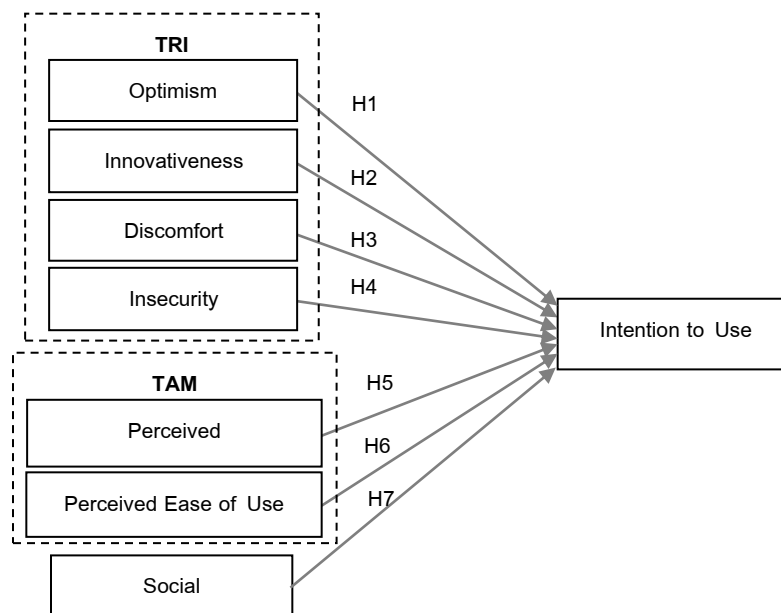 TRI
Optimism
H1
Innovativeness
H2
Discomfort
H3
Insecurity
H4
Intention to Use
TAM
H5
Perceived
H6
Perceived Ease of Use
H7
Social